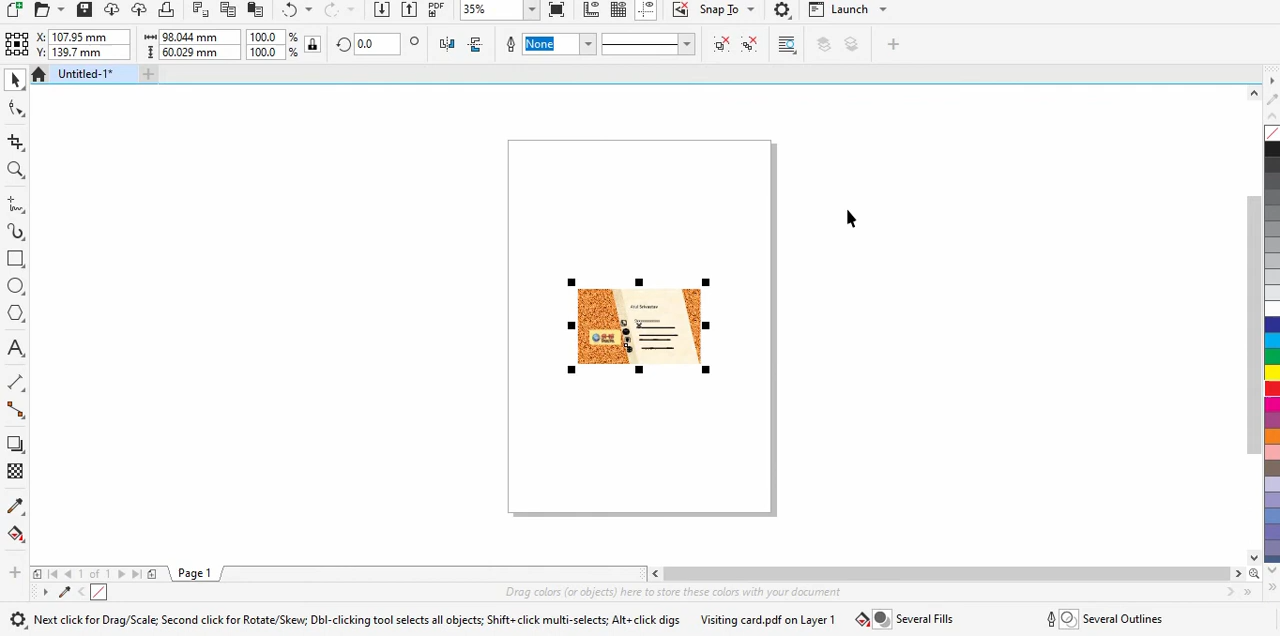 PDF
35%
Snap To
Launch
X: 107.95 mm
Y: 139.7 mm
98.044 mm
60.029 mm
100.0 %
100.0 %
0.0
None
Untitled-1*
1 of 1
Page 1
Drag colors (or objects) here to store these colors with your document
Next click for Drag/Scale; Second click for Rotate/Skew; Dbl-clicking tool selects all objects; Shift+click multi-selects; Alt+click digs
Visiting card.pdf on Layer 1
Several Fills
Several Outlines